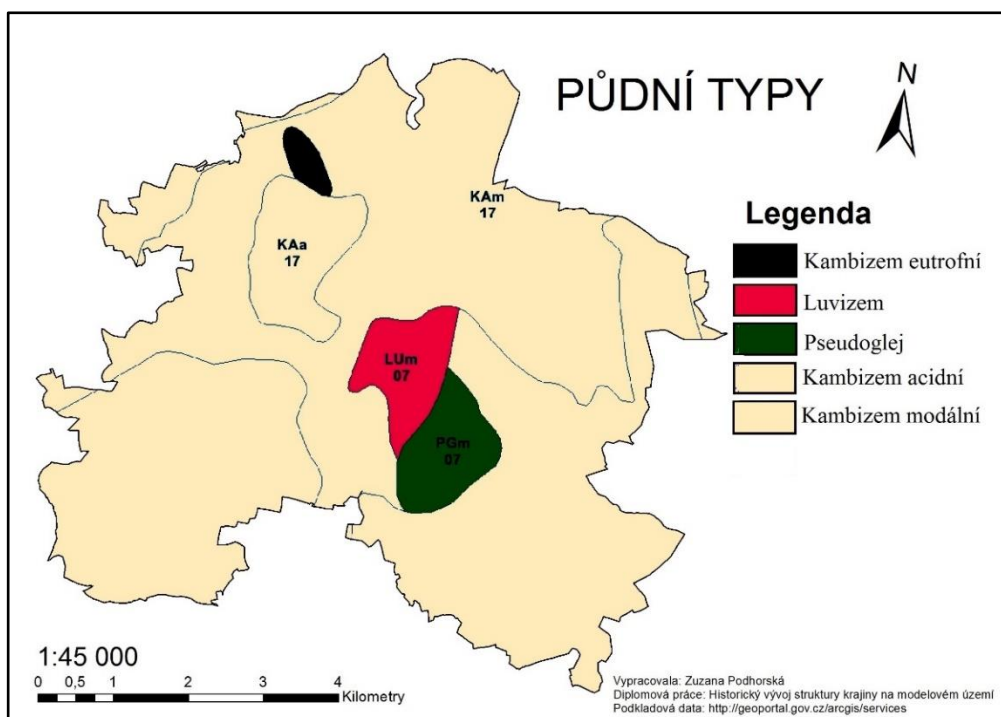 PŮDNÍ TYPY
N
KAm
17
KAa
17
LUm
07
PGm
07
Legenda
Kambizem eutrofní
Luvizem
Pseudoglej
Kambizem acidní
Kambizem modální
1:45 000
0 0,5 1 2 3 4
Kilometry
Vypracovala: Zuzana Podhorská
Diplomová práce: Historický vývoj struktury krajiny na modelovém území
Podkladová data: http://geoportal.gov.cz/arcgis/services